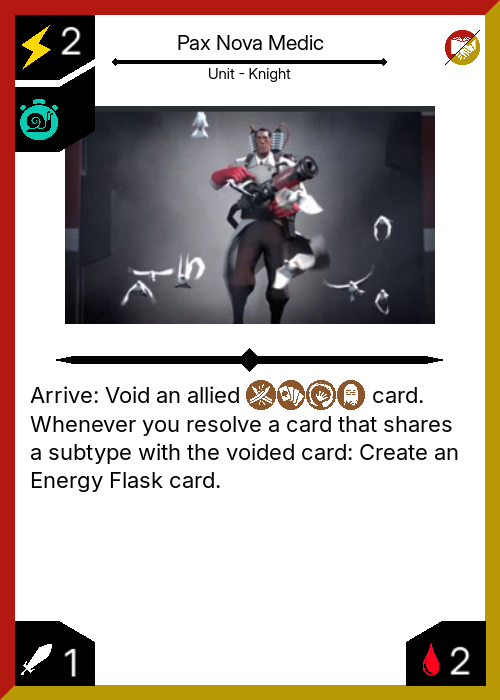 2
Pax Nova Medic
Unit - Knight
Arrive: Void an allied card.
Whenever you resolve a card that shares
a subtype with the voided card: Create an
Energy Flask card.
1
2